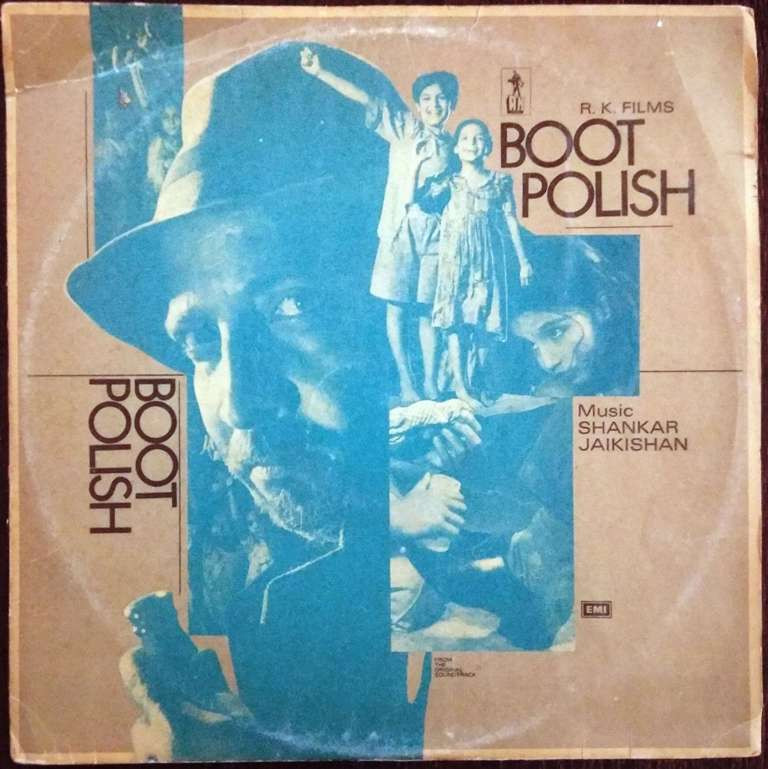 R. K. FILMS
BOOT
POLISH
BOOT
POLISH
Music
SHANKAR
JAIKISHAN
EMI
FROM
THE
ORIGINAL
SOUNDTRACK